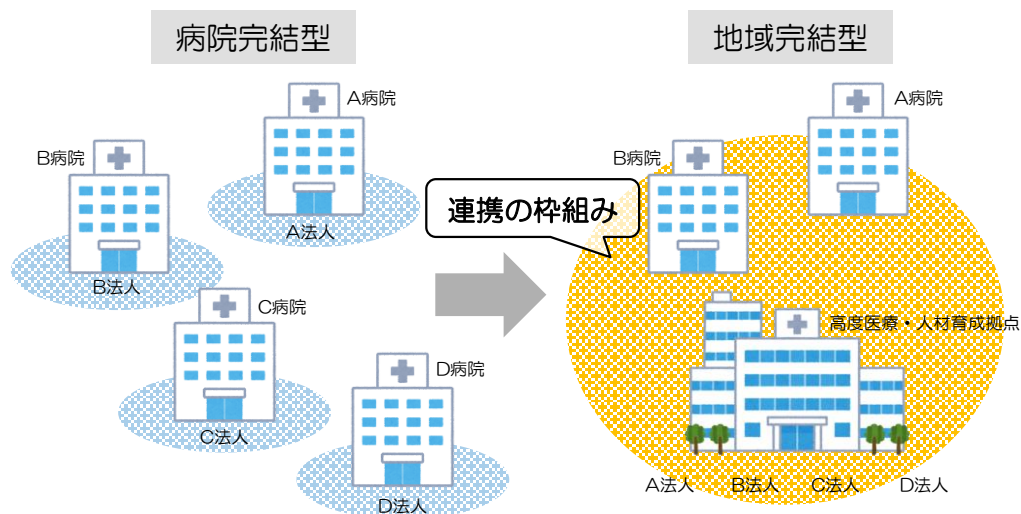 病院完結型
地域完結型
A病院
B病院
A法人
B法人
C病院
D病院
C法人
D法人
連携の枠組み
A病院
B病院
高度医療・人材育成拠点
A法人 B法人 C法人 D法人